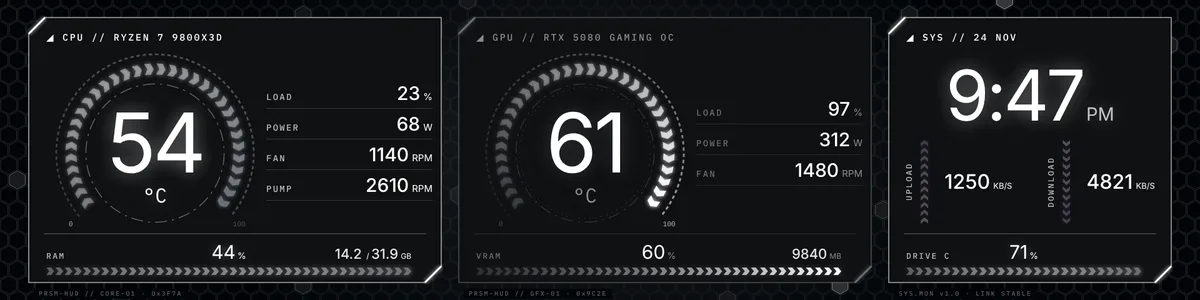 CPU // RYZEN 7 9800X3D
54
°C
0
100
LOAD 23 %
POWER 68 W
FAN 1140 RPM
PUMP 2610 RPM
RAM 44 % 14.2 / 31.9 GB
PRSM-HUD // CORE-01 · 0x3F7A
GPU // RTX 5080 GAMING OC
61
°C
0
100
LOAD 97 %
POWER 312 W
FAN 1480 RPM
VRAM 60 % 9840 MB
PRSM-HUD // GFX-01 · 0x9C2E
SYS // 24 NOV
9:47 PM
UPLOAD 1250 KB/S
DOWNLOAD 4821 KB/S
DRIVE C 71 %
SYS.MON v1.0 · LINK STABLE